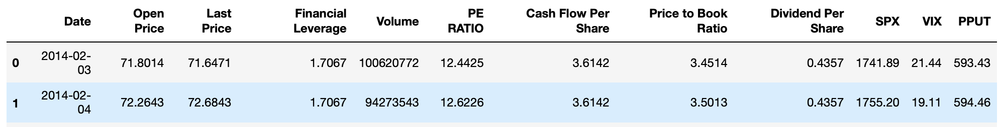 Date Open Price Last Price Financial Leverage Volume PE RATIO Cash Flow Per Share Price to Book Ratio Dividend Per Share SPX VIX PPUT
0 2014-02-03 71.8014 71.6471 1.7067 100620772 12.4425 3.6142 3.4514 0.4357 1741.89 21.44 593.43
1 2014-02-04 72.2643 72.6843 1.7067 94273543 12.6226 3.6142 3.5013 0.4357 1755.20 19.11 594.46